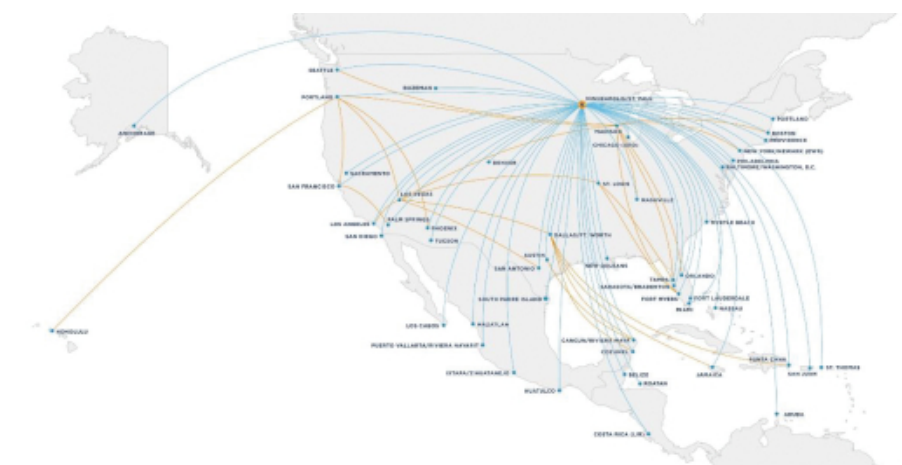 SEATTLE
MINNEAPOLIS/ST. PAUL
PORTLAND
PORTLAND
ANCHORAGE
BOSTON
MADISON
CHICAGO
NEW YORK/NEWARK (EWR)
PHILADELPHIA
BALTIMORE/WASHINGTON, D.C.
DENVER
SACRAMENTO
SAN FRANCISCO
ST. LOUIS
LAS VEGAS
NASHVILLE
LOS ANGELES
PALM SPRINGS
MYRTLE BEACH
PHOENIX
SAN DIEGO
DALLAS/FT. WORTH
TUCSON
AUSTIN
NEW ORLEANS
SAN ANTONIO
TAMPA
ORLANDO
SARASOTA/BRADENTON
SOUTH PADRE ISLAND
FORT MYERS
FORT LAUDERDALE
MIAMI
NASSAU
LOS CABOS
MAZATLAN
HONOLULU
CANCUN/RIVIERA MAYA
PUERTO VALLARTA/RIVIERA NAYARIT
COZUMEL
PUNTA CANA
ST. THOMAS
IXTAPA/ZIHUATANEJO
BELIZE
JAMAICA
SAN JUAN
ROATAN
HUATULCO
ARUBA
COSTA RICA (LIR)